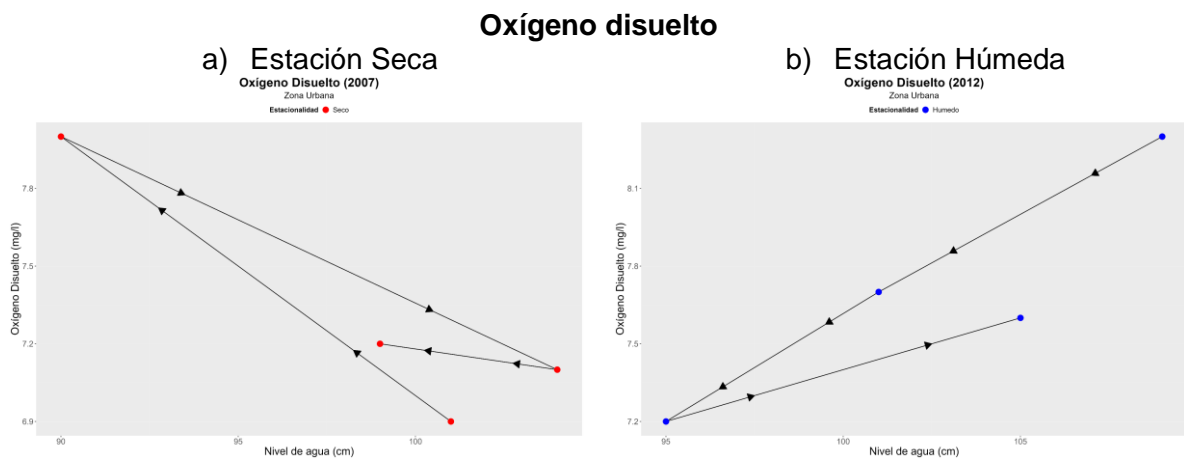 Oxígeno disuelto
a) Estación Seca
Oxígeno Disuelto (2007)
Zona Urbana
Estacionalidad Seco
Oxígeno Disuelto (mg/l)
7.8
7.5
7.2
6.9
90 95 100
Nivel de agua (cm)
b) Estación Húmeda
Oxígeno Disuelto (2012)
Zona Urbana
Estacionalidad Humedo
Oxígeno Disuelto (mg/l)
8.1
7.8
7.5
7.2
95 100 105
Nivel de agua (cm)